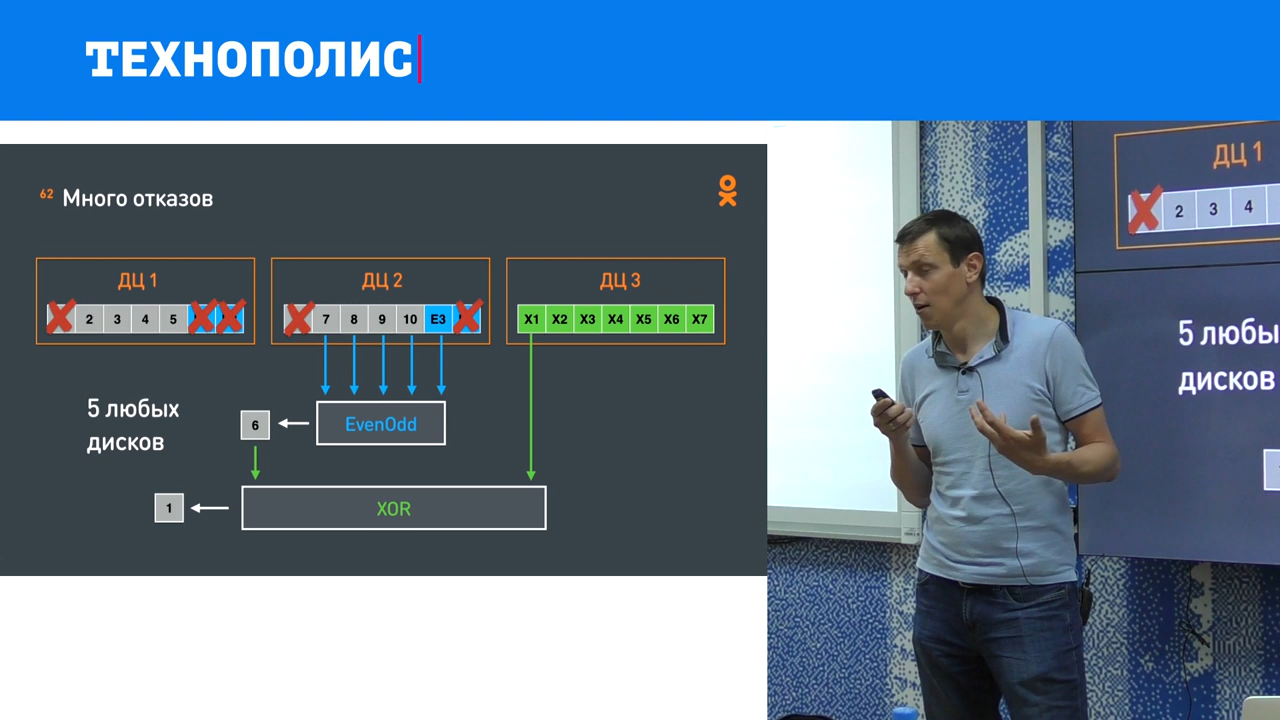 ТЕХНОПОЛИС
62 Много отказов
ДЦ 1
ДЦ 2
ДЦ 3
2 3 4 5
7 8 9 10 E3
X1 X2 X3 X4 X5 X6 X7
5 любых
дисков
6
EvenOdd
1
XOR
ДЦ 1
2 3 4
5 любы
дисков